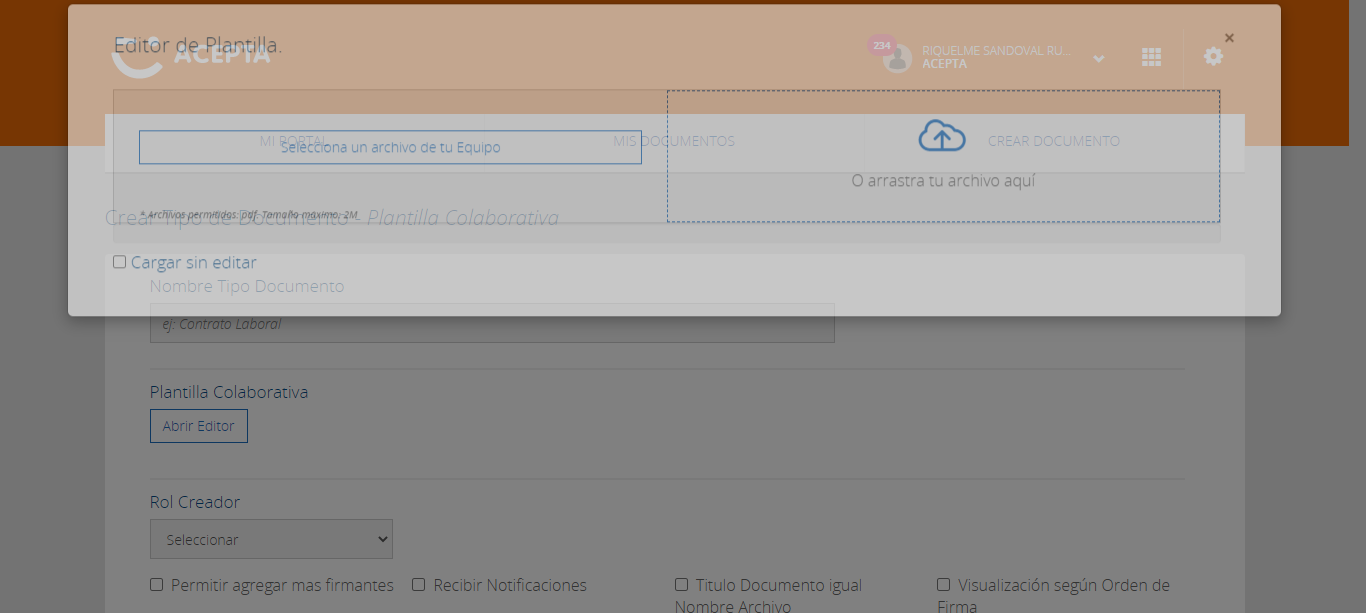 Editor de Plantilla.
×
ACEPTA
234
RIQUELME SANDOVAL RU...
ACEPTA
MI PORTAL
MIS DOCUMENTOS
CREAR DOCUMENTO
Selecciona un archivo de tu Equipo
O arrastra tu archivo aquí
* Archivos permitidos: pdf. Tamaño máximo: 2M
Crear Tipo de Documento - Plantilla Colaborativa
Cargar sin editar
Nombre Tipo Documento
ej: Contrato Laboral
Plantilla Colaborativa
Abrir Editor
Rol Creador
Seleccionar
Permitir agregar mas firmantes
Recibir Notificaciones
Titulo Documento igual
Nombre Archivo
Visualización según Orden de
Firma